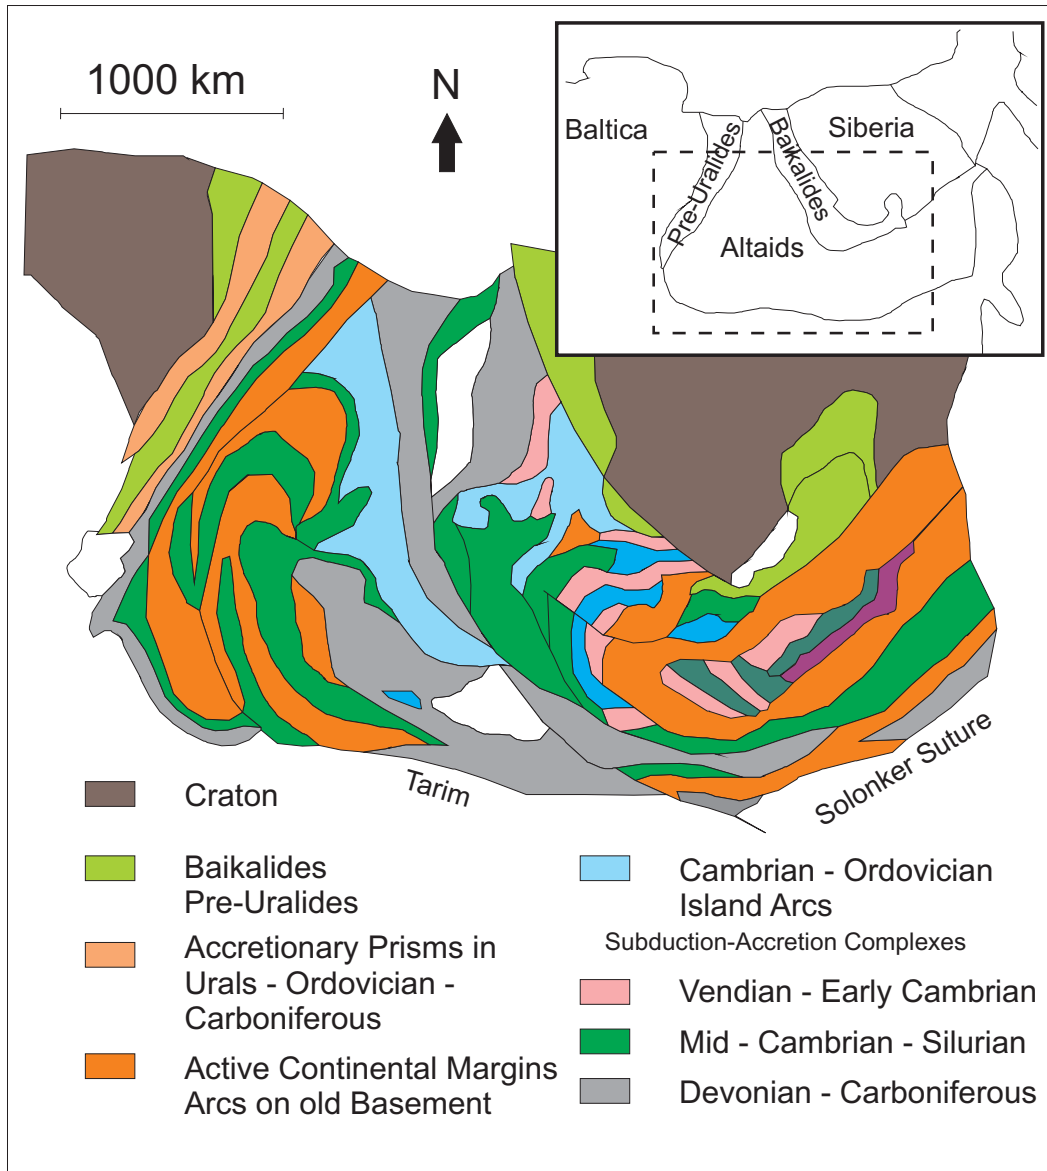 1000 km
N
Baltica
Siberia
Pre-Uralides
Baikalides
Altaids
Tarim
Solonker Suture
Craton
Baikalides
Pre-Uralides
Accretionary Prisms in
Urals - Ordovician -
Carboniferous
Active Continental Margins
Arcs on old Basement
Cambrian - Ordovician
Island Arcs
Subduction-Accretion Complexes
Vendian - Early Cambrian
Mid - Cambrian - Silurian
Devonian - Carboniferous